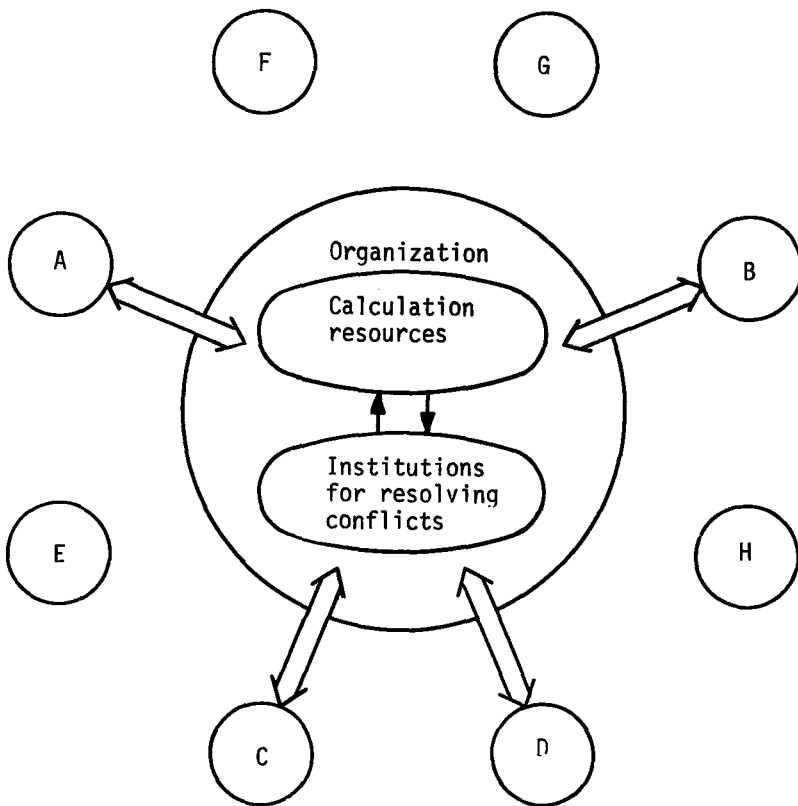 F
G
A
B
Organization
Calculation
resources
Institutions
for resolving
conflicts
E
H
C
D